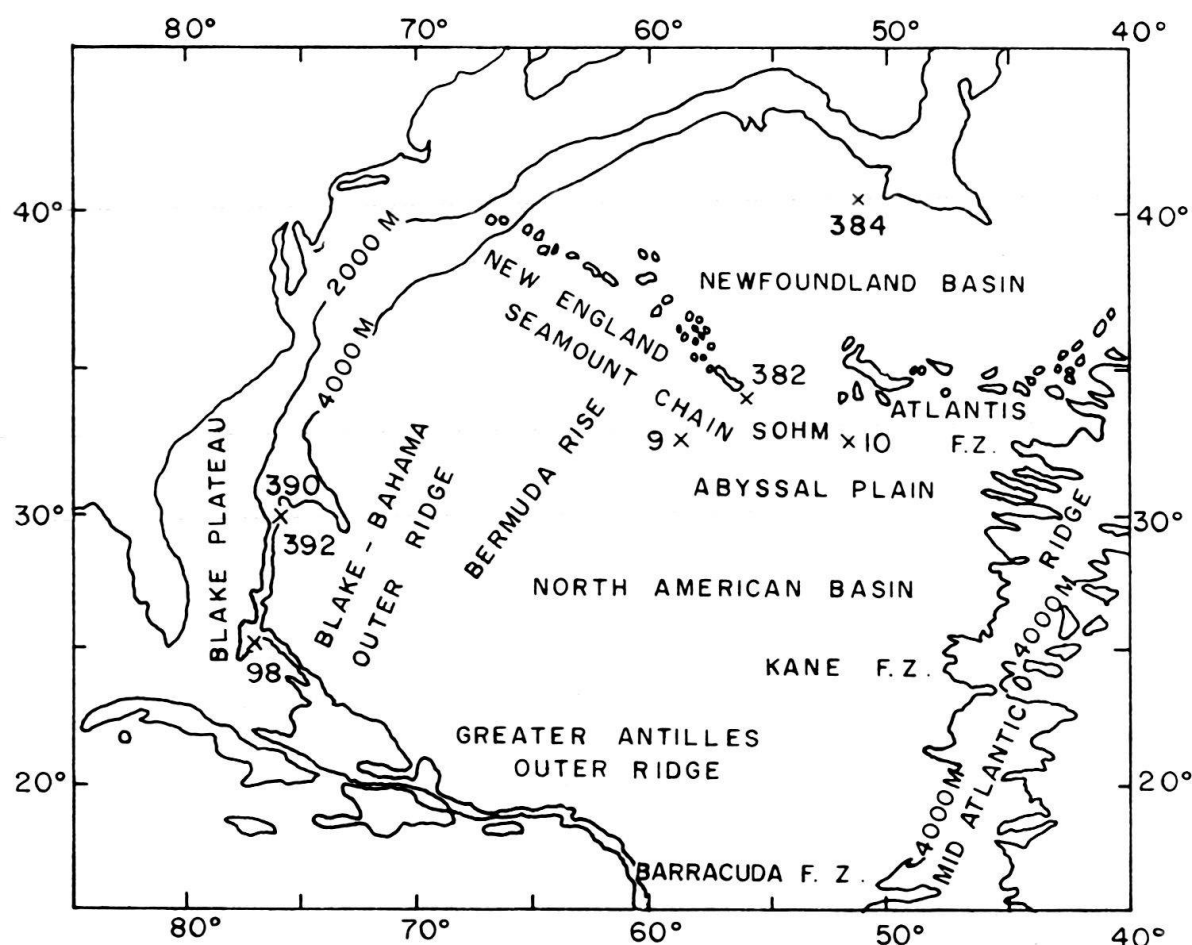 80° 70° 60° 50° 40°
40° 40°
2000 M
4000 M
384
NEWFOUNDLAND BASIN
NEW ENGLAND
SEAMOUNT CHAIN
382
SOHM
ATLANTIS
F.Z.
9
10
ABYSSAL PLAIN
BERMUDA RISE
BLAKE PLATEAU
390
392
30° 30°
BLAKE - BAHAMA
OUTER RIDGE
NORTH AMERICAN BASIN
98
KANE F.Z.
GREATER ANTILLES
OUTER RIDGE
20° 20°
MID ATLANTIC RIDGE
4000M
4000M
BARRACUDA F. Z.
80° 70° 60° 50° 40°